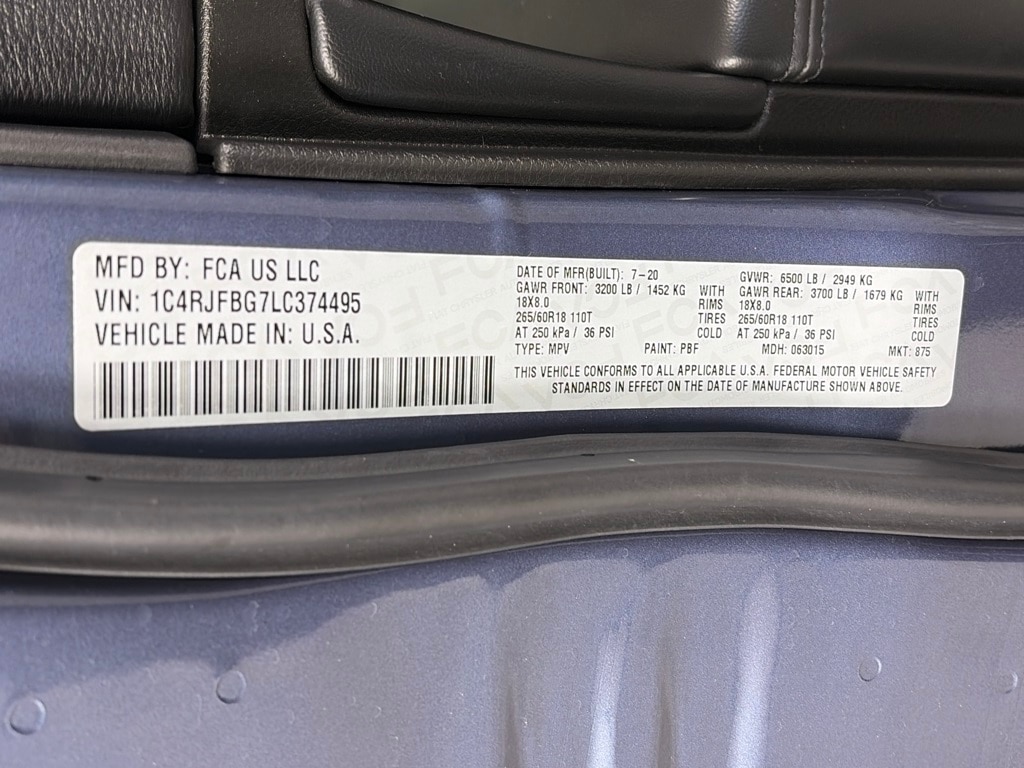 MFD BY: FCA US LLC
VIN: 1C4RJFBG7LC374495
VEHICLE MADE IN: U.S.A.
DATE OF MFR(BUILT): 7-20
GAWR FRONT: 3200 LB / 1452 KG WITH
18X8.0 RIMS
265/60R18 110T TIRES
AT 250 kPa / 36 PSI COLD
TYPE: MPV PAINT: PBF
GVWR: 6500 LB / 2949 KG
GAWR REAR: 3700 LB / 1679 KG WITH
18X8.0 RIMS
265/60R18 110T TIRES
AT 250 kPa / 36 PSI COLD
MDH: 063015 MKT: 875
THIS VEHICLE CONFORMS TO ALL APPLICABLE U.S.A. FEDERAL MOTOR VEHICLE SAFETY
STANDARDS IN EFFECT ON THE DATE OF MANUFACTURE SHOWN ABOVE.